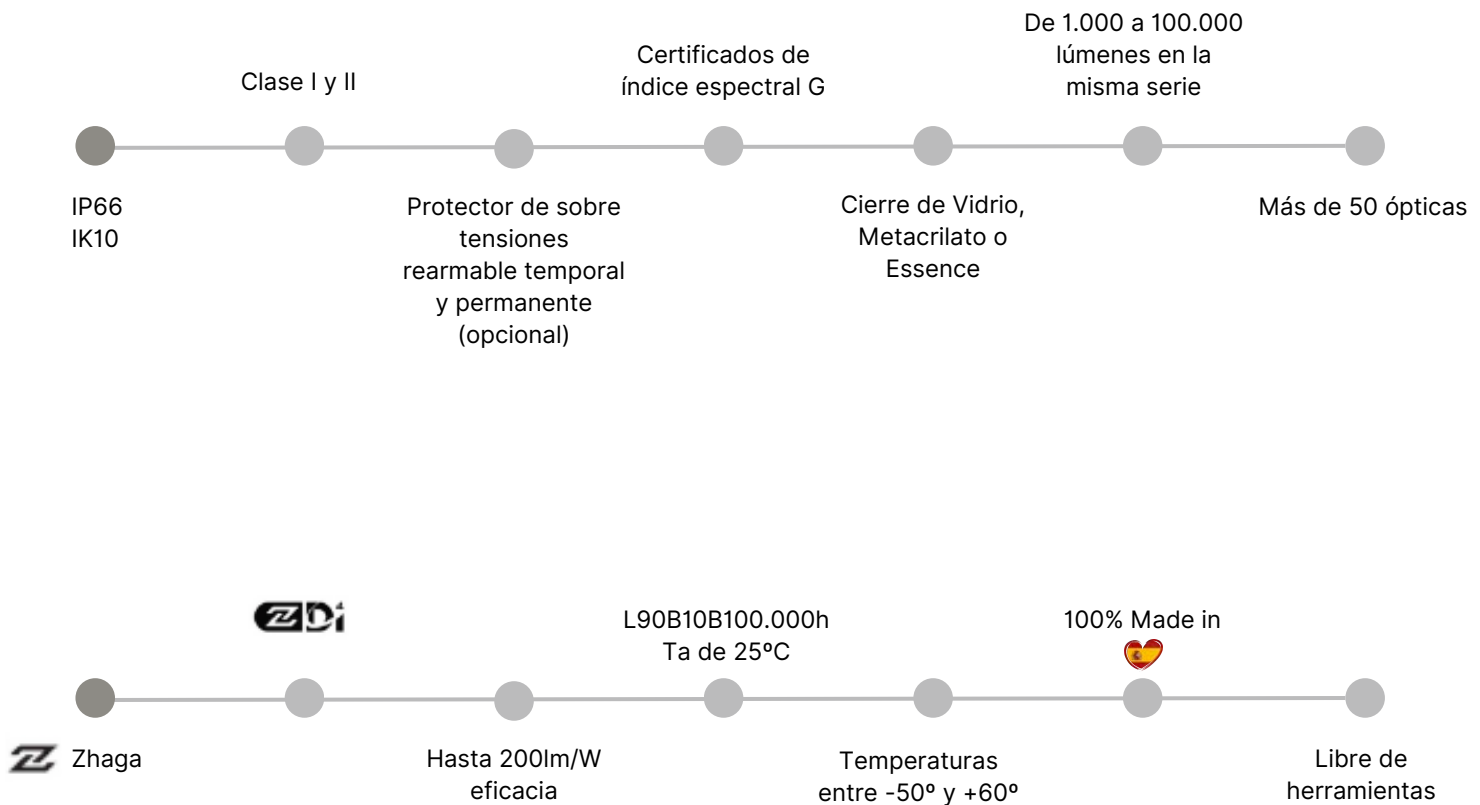 IP66
IK10
Clase I y II
Protector de sobre
tensiones
rearmable temporal
y permanente
(opcional)
Certificados de
índice espectral G
Cierre de Vidrio,
Metacrilato o
Essence
De 1.000 a 100.000
lúmenes en la
misma serie
Más de 50 ópticas
Zhaga
Di
Hasta 200lm/W
eficacia
L90B10B100.000h
Ta de 25ºC
Temperaturas
entre -50º y +60º
100% Made in
Libre de
herramientas